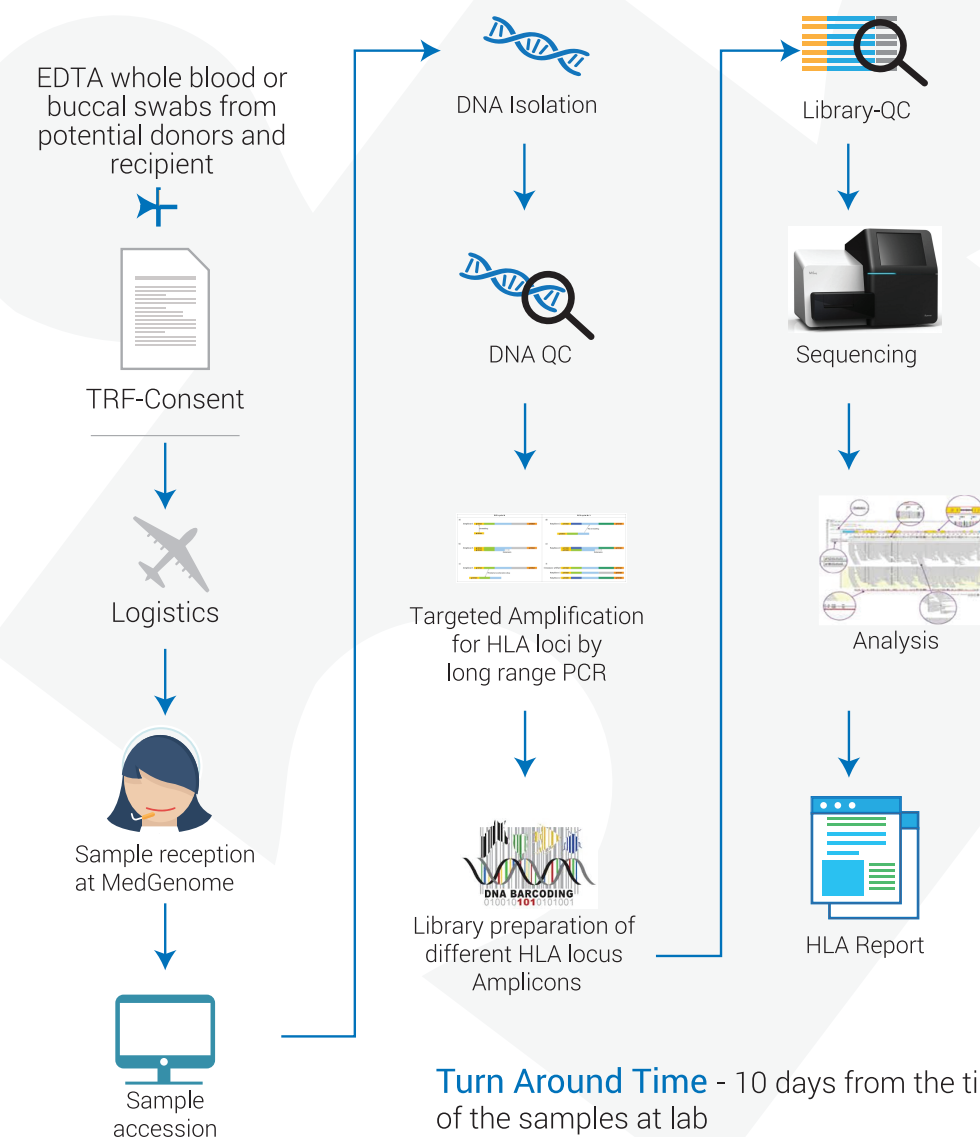 EDTA whole blood or
buccal swabs from
potential donors and
recipient
TRF-Consent
Logistics
Sample reception
at MedGenome
Sample
accession
DNA Isolation
DNA QC
Targeted Amplification
for HLA loci by
long range PCR
DNA BARCODING
0100101010101001
Library preparation of
different HLA locus
Amplicons
Library-QC
Sequencing
Analysis
HLA Report
Turn Around Time - 10 days from the ti
of the samples at lab